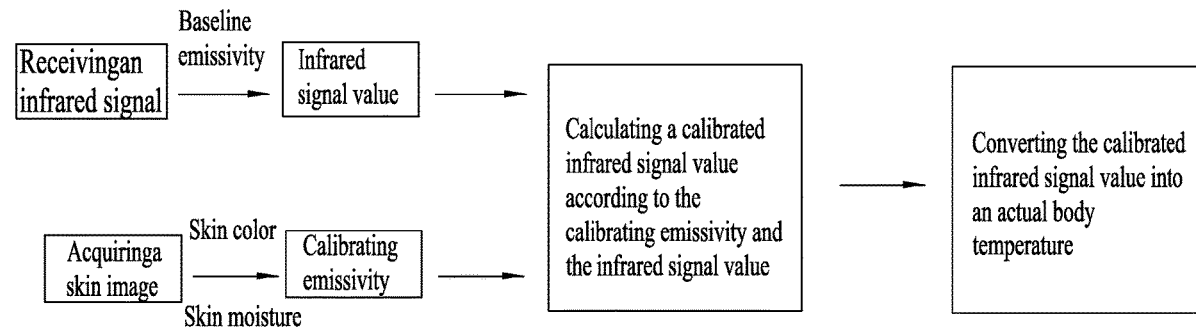 Baseline
emissivity
Receivingan
infrared signal
Infrared
signal value
Calculating a calibrated
infrared signal value
according to the
calibrating emissivity and
the infrared signal value
Converting the calibrated
infrared signal value into
an actual body
temperature
Skin color
Acquiringa
skin image
Calibrating
emissivity
Skin moisture